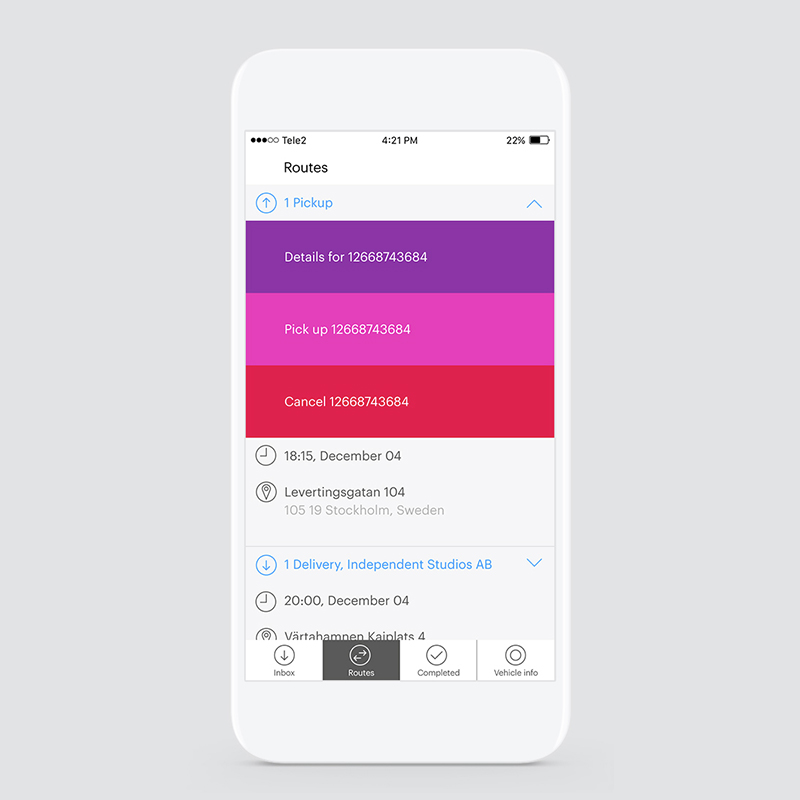 Tele2 4:21 PM 22%
Routes
1 Pickup
Details for 12668743684
Pick up 12668743684
Cancel 12668743684
18:15, December 04
Levertingsgatan 104
105 19 Stockholm, Sweden
1 Delivery, Independent Studios AB
20:00, December 04
Värtahamnen Kajplats 4
Inbox Routes Completed Vehicle info